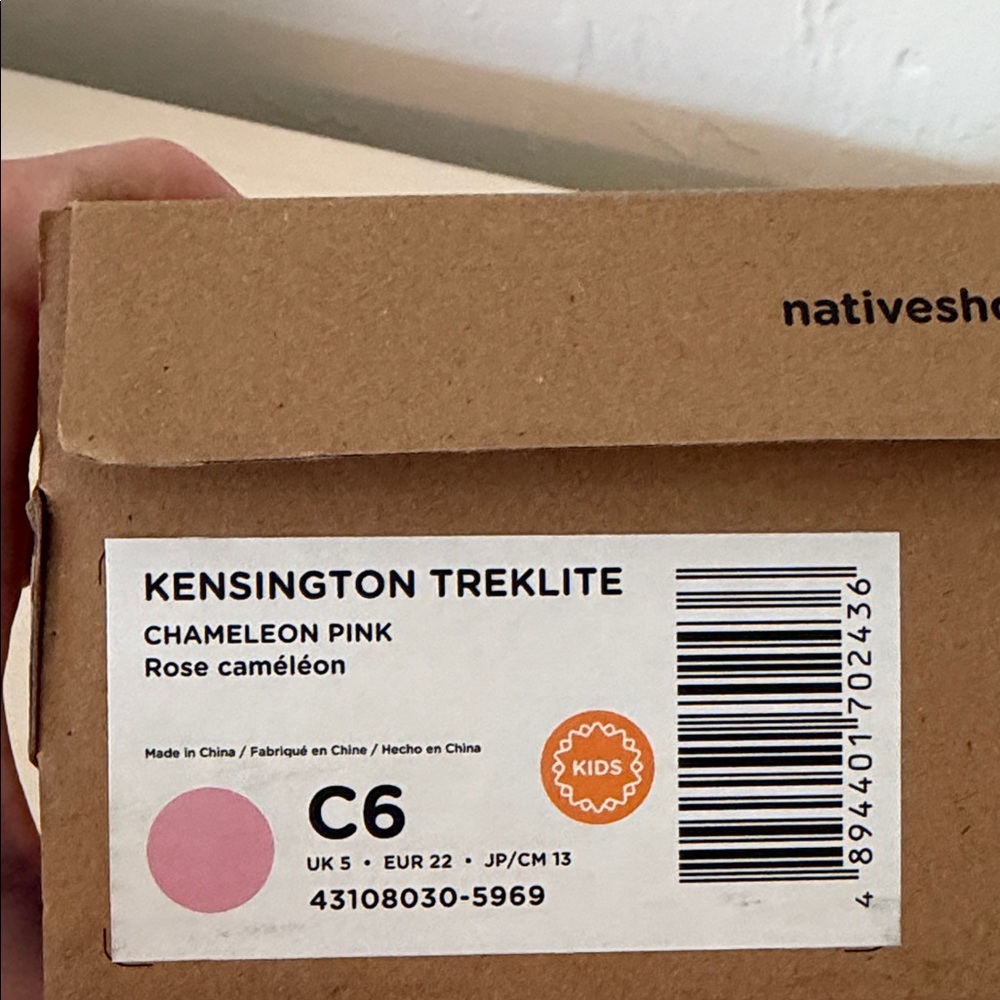 nativesho
KENSINGTON TREKLITE
CHAMELEON PINK
Rose caméléon
Made in China / Fabriqué en Chine / Hecho en China
KIDS
C6
UK 5 • EUR 22 • JP/CM 13
43108030-5969
4 894401 702436